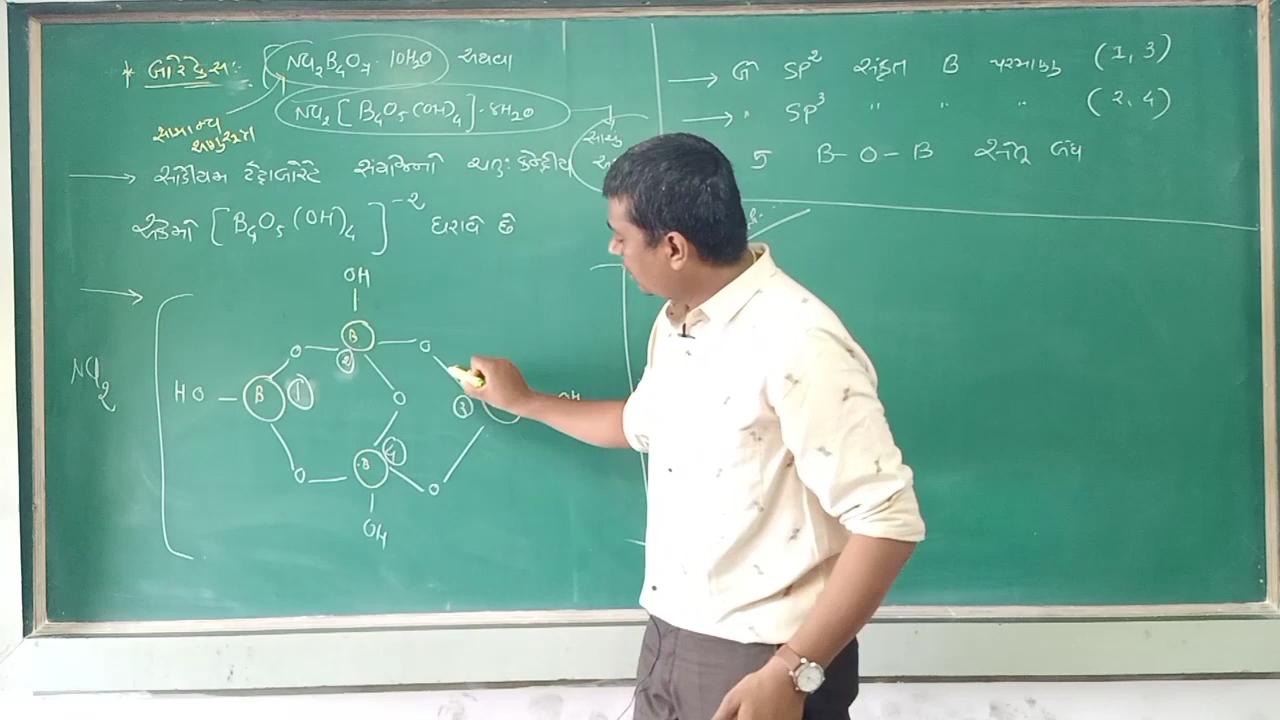 * બોરેક્સ:- Na₂B₄O₇·10H₂O અથવા
Na₂[B₄O₅(OH)₄]·8H₂O
સામાન્ય
→ સોડીયમ ટેટ્રાબોરેટ સંયોજનો ચતુ:કેન્દ્રીય
એકમો [B₄O₅(OH)₄]⁻² ધરાવે છે
→
Na₂
OH
B
2
O
O
HO – B 1
O
3
OH
B 4
O
O
OH
→ બે sp² સંકૃત B પરમાણુ (1, 3)
→ " sp³ " " " (2, 4)
5 B-O-B સેતુ બંધ